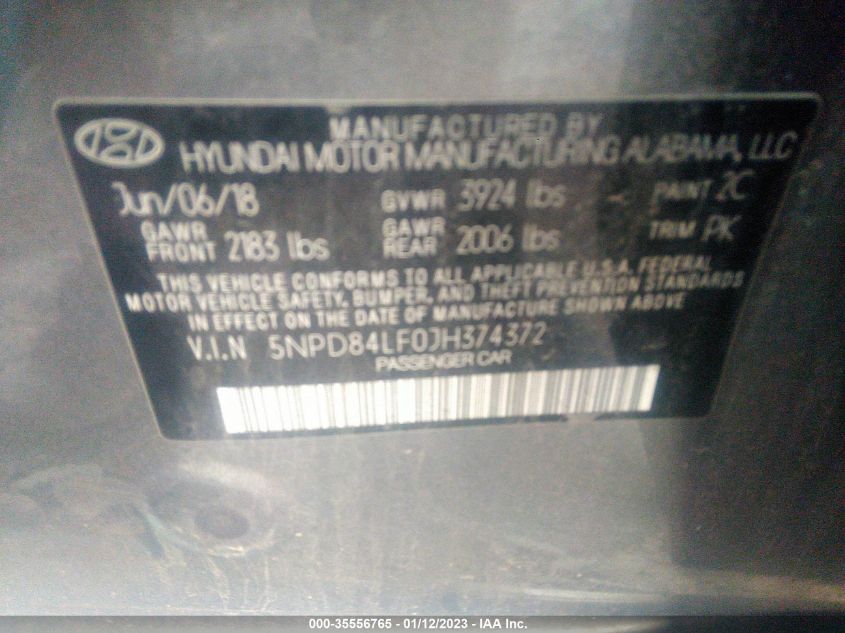 MANUFACTURED BY
HYUNDAI MOTOR MANUFACTURING ALABAMA, LLC
Jun/06/18 GVWR 3924 lbs PAINT 2C
GAWR FRONT 2183 lbs GAWR REAR 2006 lbs TRIM PK
THIS VEHICLE CONFORMS TO ALL APPLICABLE U.S.A. FEDERAL
MOTOR VEHICLE SAFETY, BUMPER, AND THEFT PREVENTION STANDARDS
IN EFFECT ON THE DATE OF MANUFACTURE SHOWN ABOVE
V.I.N 5NPD84LF0JH374372
PASSENGER CAR
000-35556765 - 01/12/2023 - IAA Inc.